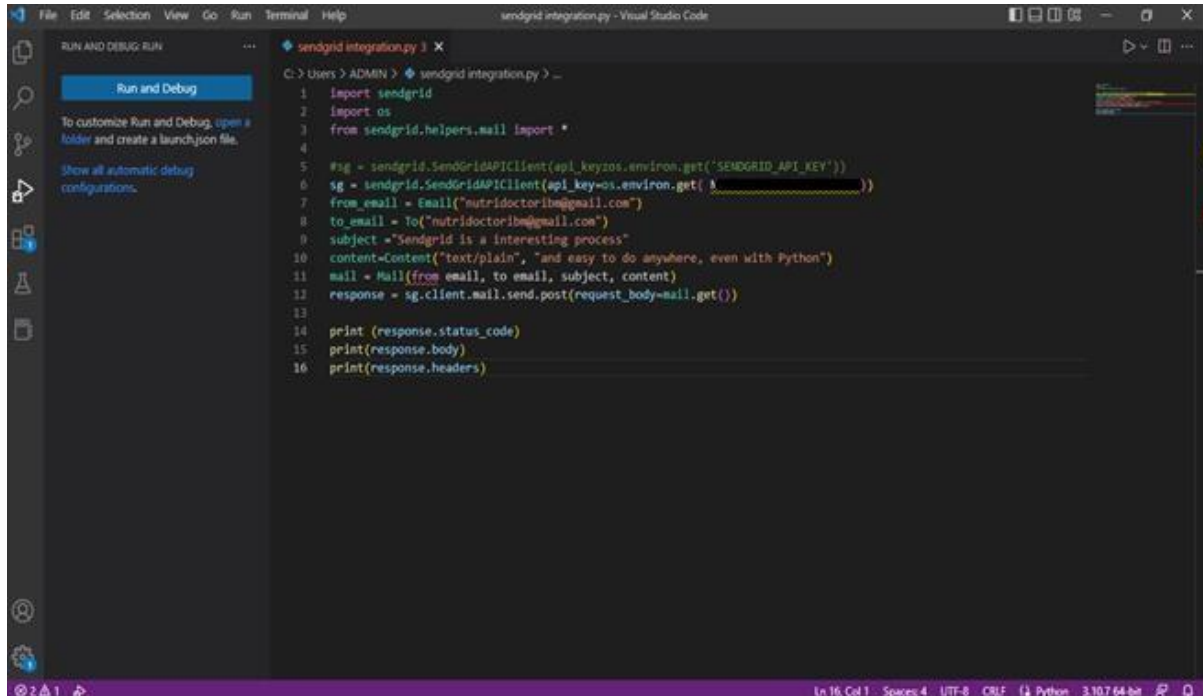 File Edit Selection View Go Run Terminal Help
sendgrid integration.py - Visual Studio Code
RUN AND DEBUG: RUN
Run and Debug
To customize Run and Debug, open a
folder and create a launch.json file.
Show all automatic debug
configurations.
sendgrid integration.py 3
C: > Users > ADMIN > sendgrid integration.py > ...
1 import sendgrid
2 import os
3 from sendgrid.helpers.mail import *
4
5 #sg = sendgrid.SendGridAPIClient(api_keyzos.environ.get('SENDGRID_API_KEY'))
6 sg = sendgrid.SendGridAPIClient(api_key=os.environ.get( ))
7 from_email = Email("nutridoctoribm@gmail.com")
8 to_email = To("nutridoctoribm@gmail.com")
9 subject ="Sendgrid is a interesting process"
10 content=Content("text/plain", "and easy to do anywhere, even with Python")
11 mail = Mail(from email, to email, subject, content)
12 response = sg.client.mail.send.post(request_body=mail.get())
13
14 print (response.status_code)
15 print(response.body)
16 print(response.headers)
2 1
Ln 16, Col 1 Spaces: 4 UTF-8 CRLF Python 3.10.7 64-bit